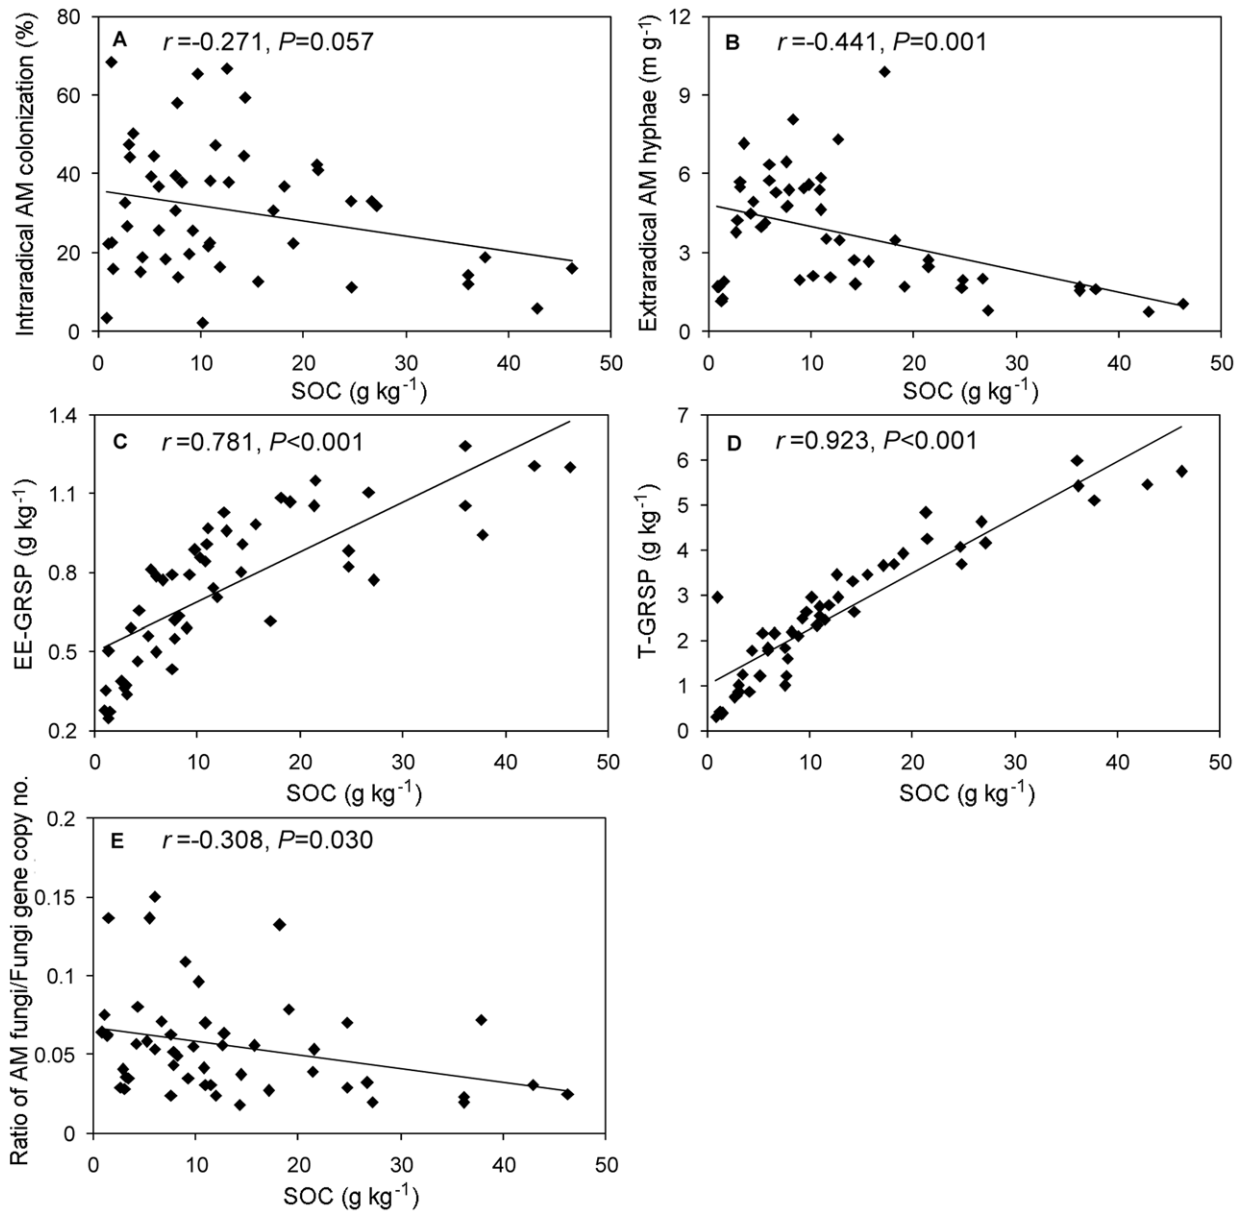 A
r=-0.271, P=0.057
Intraradical AM colonization (%)
80
60
40
20
0
0 10 20 30 40 50
SOC (g kg-1)
B
r=-0.441, P=0.001
Extraradical AM hyphae (m g-1)
12
9
6
3
0
0 10 20 30 40 50
SOC (g kg-1)
C
r=0.781, P<0.001
EE-GRSP (g kg-1)
1.4
1.1
0.8
0.5
0.2
0 10 20 30 40 50
SOC (g kg-1)
D
r=0.923, P<0.001
T-GRSP (g kg-1)
7
6
5
4
3
2
1
0
0 10 20 30 40 50
SOC (g kg-1)
E
r=-0.308, P=0.030
Ratio of AM fungi/Fungi gene copy no.
0.2
0.15
0.1
0.05
0
0 10 20 30 40 50
SOC (g kg-1)